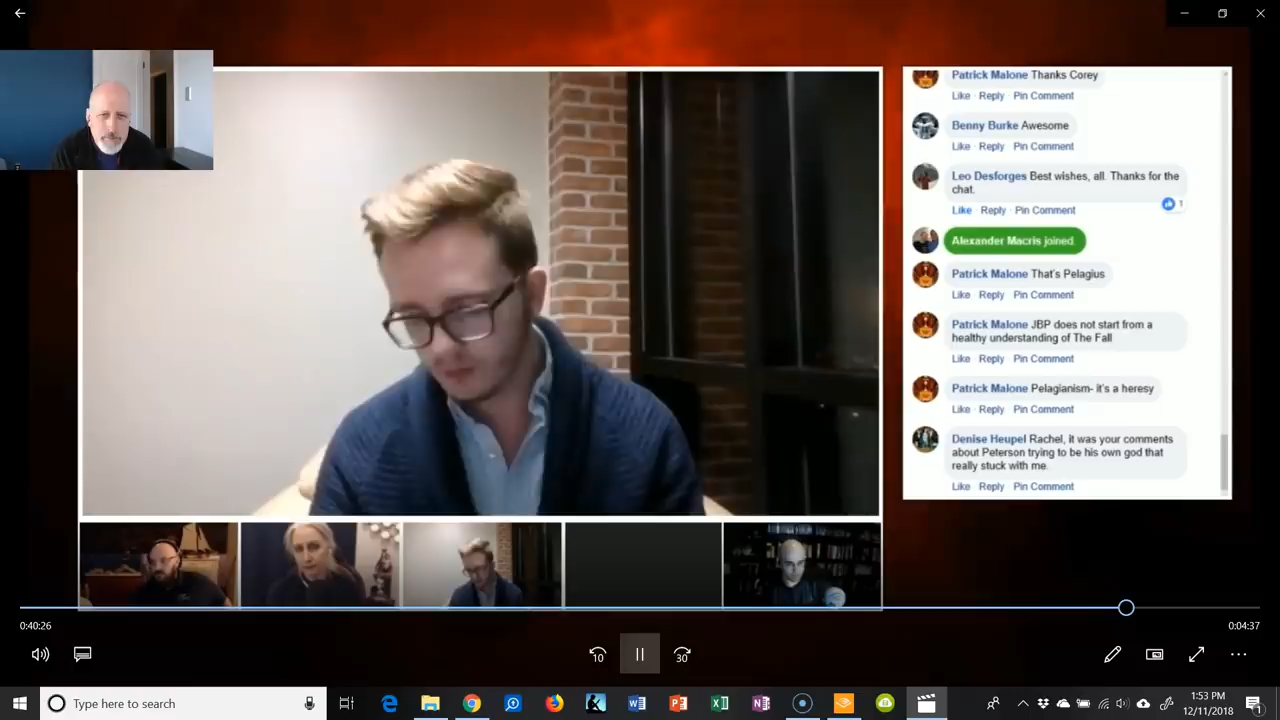 Patrick Malone Thanks Corey
Like · Reply · Pin Comment
Benny Burke Awesome
Like · Reply · Pin Comment
Leo Desforges Best wishes, all. Thanks for the
chat.
Like · Reply · Pin Comment
1
Alexander Macris joined.
Patrick Malone That's Pelagius
Like · Reply · Pin Comment
Patrick Malone JBP does not start from a
healthy understanding of The Fall
Like · Reply · Pin Comment
Patrick Malone Pelagianism- it's a heresy
Like · Reply · Pin Comment
Denise Heupel Rachel, it was your comments
about Peterson trying to be his own god that
really stuck with me.
Like · Reply · Pin Comment
0:40:26
0:04:37
10
30
Type here to search
1:53 PM
12/11/2018
1